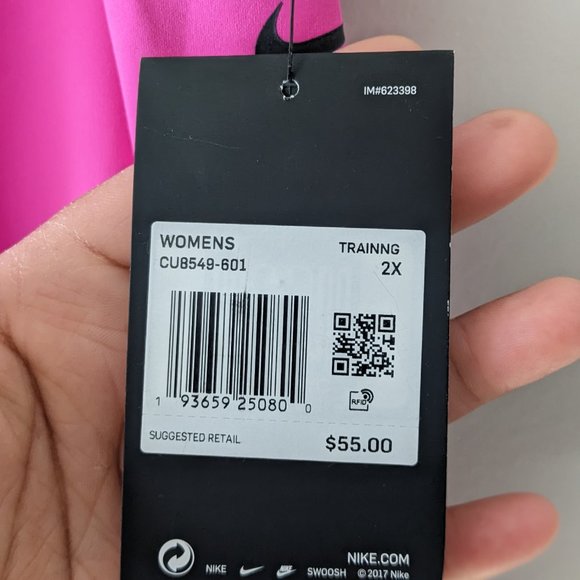 IM#623398
WOMENS TRAINNG
CU8549-601 2X
1 93659 25080 0
RFID
SUGGESTED RETAIL $55.00
NIKE.COM
NIKE SWOOSH © 2017 Nike